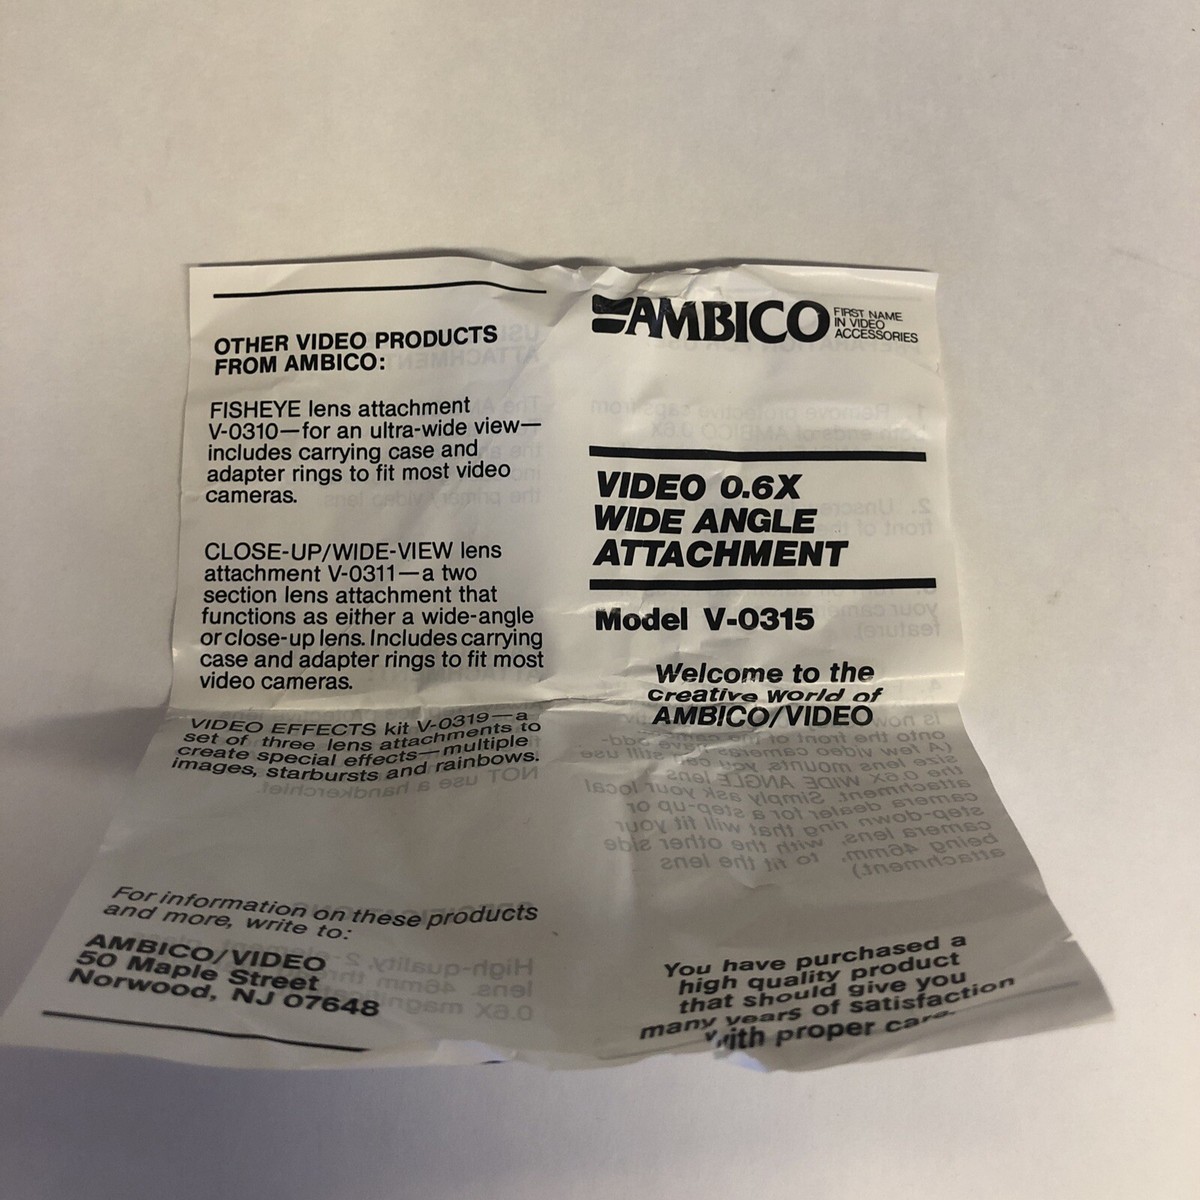 OTHER VIDEO PRODUCTS
FROM AMBICO:
FISHEYE lens attachment
V-0310—for an ultra-wide view—
includes carrying case and
adapter rings to fit most video
cameras.
CLOSE-UP/WIDE-VIEW lens
attachment V-0311—a two
section lens attachment that
functions as either a wide-angle
or close-up lens. Includes carrying
case and adapter rings to fit most
video cameras.
VIDEO EFFECTS kit V-0319—a
set of three lens attachments to
create special effects—multiple
images, starbursts and rainbows.
For information on these products
and more, write to:
AMBICO/VIDEO
50 Maple Street
Norwood, NJ 07648
AMBICO
FIRST NAME
IN VIDEO
ACCESSORIES
VIDEO 0.6X
WIDE ANGLE
ATTACHMENT
Model V-0315
Welcome to the
creative world of
AMBICO/VIDEO
You have purchased a
high quality product
that should give you
many years of satisfaction
with proper care.